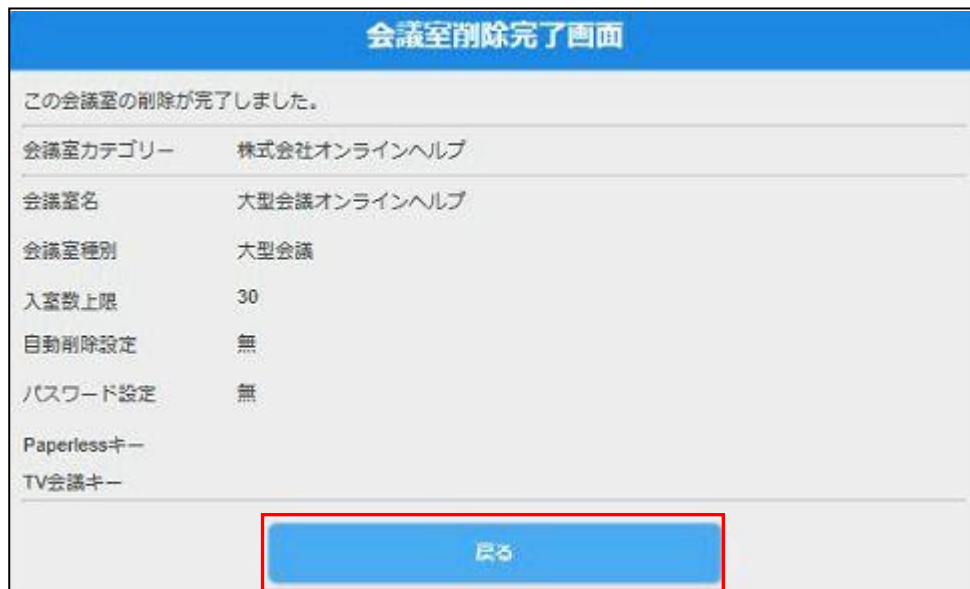 会議室削除完了画面
この会議室の削除が完了しました。
会議室カテゴリー 株式会社オンラインヘルプ
会議室名 大型会議オンラインヘルプ
会議室種別 大型会議
入室数上限 30
自動削除設定 無
パスワード設定 無
Paperlessキー
TV会議キー
戻る